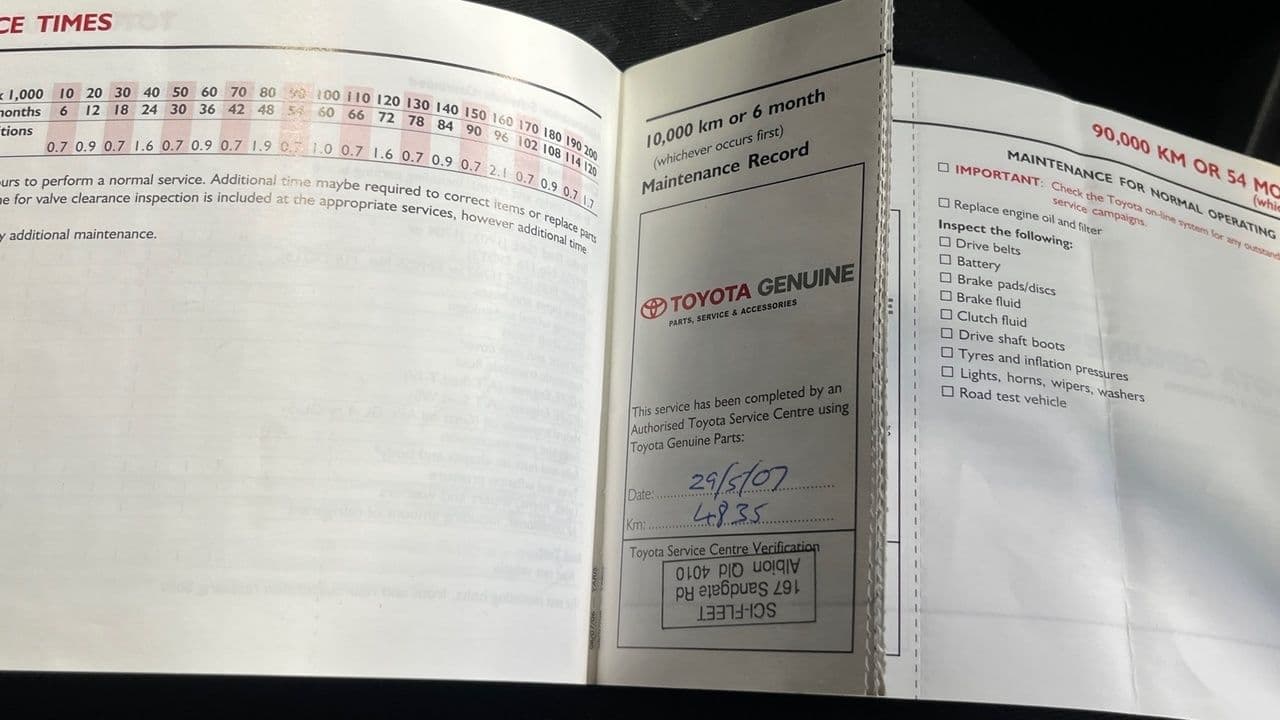 CE TIMES
x 1,000 10 20 30 40 50 60 70 80 90 100 110 120 130 140 150 160 170 180 190 200
months 6 12 18 24 30 36 42 48 54 60 66 72 78 84 90 96 102 108 114 120
tions
0.7 0.9 0.7 1.6 0.7 0.9 0.7 1.9 0.7 1.0 0.7 1.6 0.7 0.9 0.7 2.1 0.7 0.9 0.7 1.7
urs to perform a normal service. Additional time maybe required to correct items or replace parts
e for valve clearance inspection is included at the appropriate services, however additional time
y additional maintenance.
10,000 km or 6 month
(whichever occurs first)
Maintenance Record
TOYOTA GENUINE
PARTS, SERVICE & ACCESSORIES
This service has been completed by an
Authorised Toyota Service Centre using
Toyota Genuine Parts:
Date: 29/5/07
Km: 4835
Toyota Service Centre Verification
SCI-FLEET
167 Sandgate Rd
Albion Qld 4010
90,000 KM OR 54 MO
(whic
MAINTENANCE FOR NORMAL OPERATING
IMPORTANT: Check the Toyota on-line system for any outstand
service campaigns.
Replace engine oil and filter
Inspect the following:
Drive belts
Battery
Brake pads/discs
Brake fluid
Clutch fluid
Drive shaft boots
Tyres and inflation pressures
Lights, horns, wipers, washers
Road test vehicle